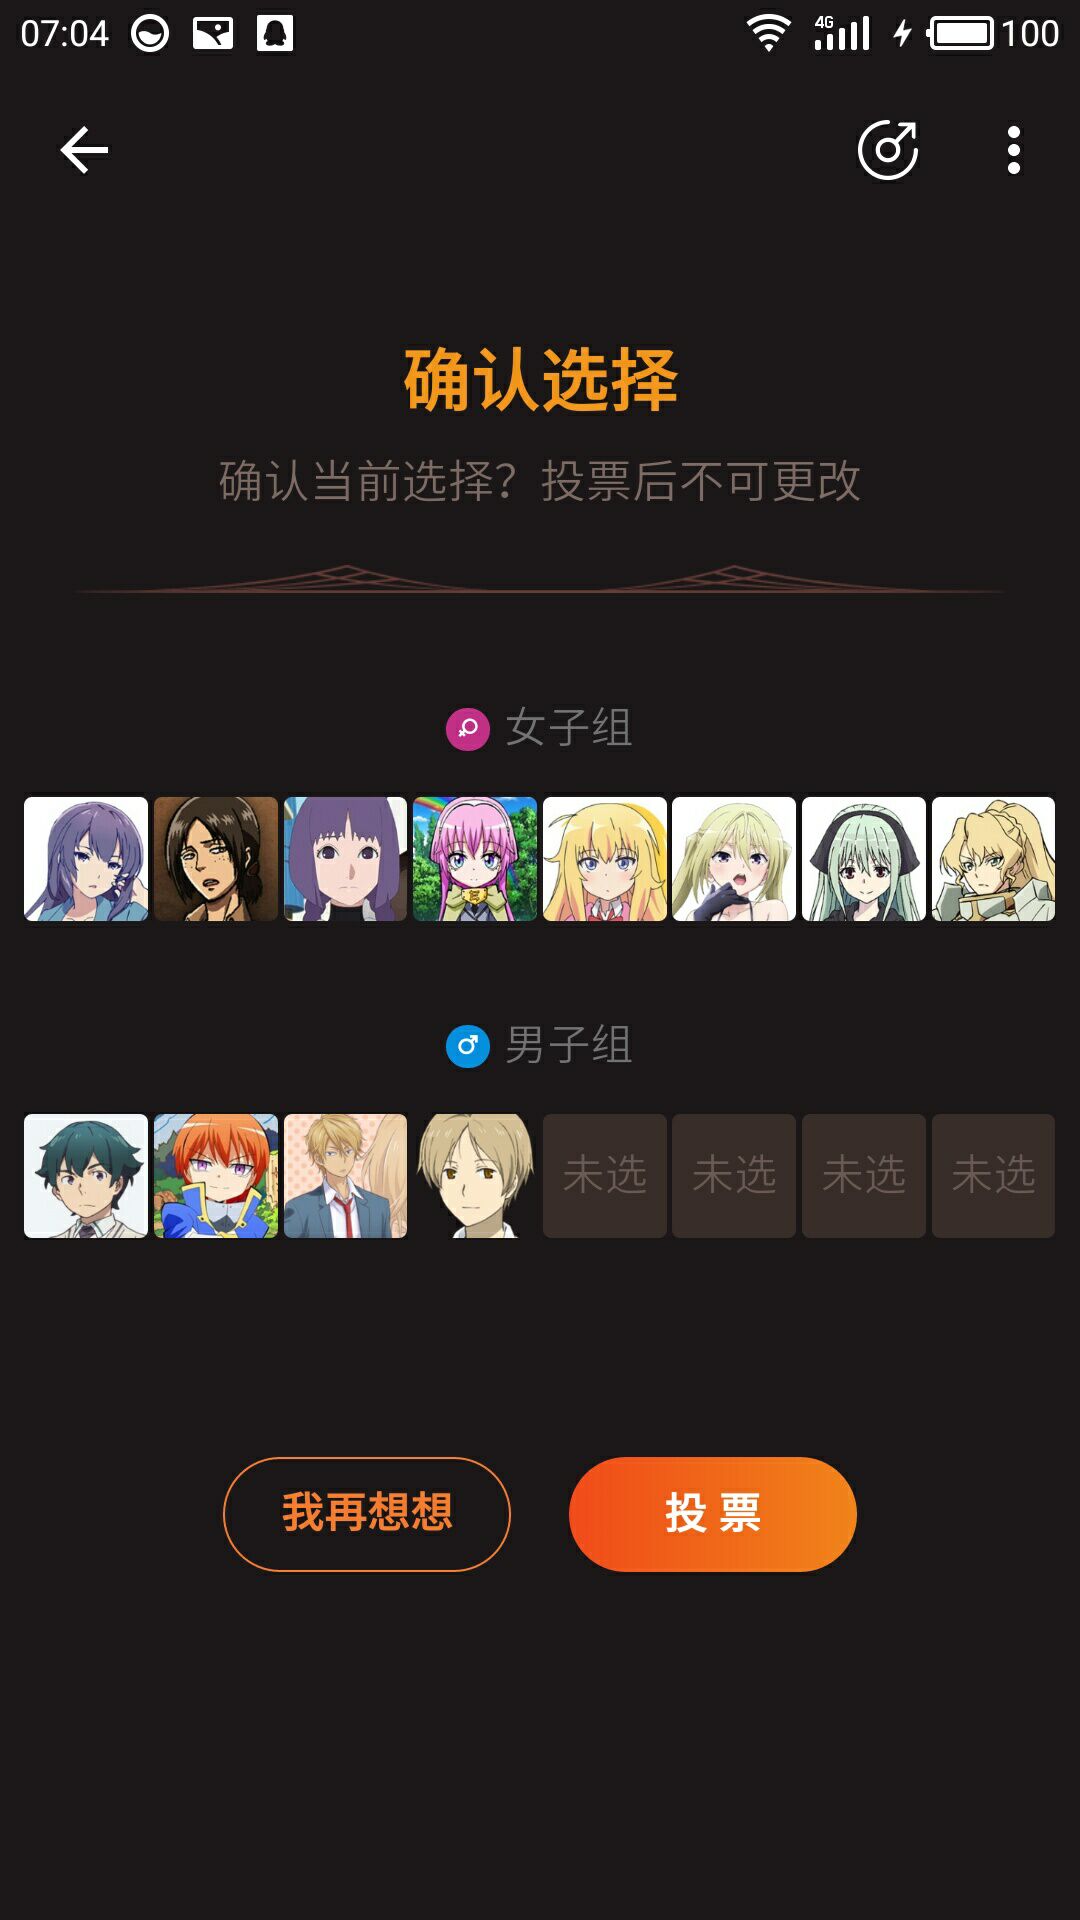 07:04 4G 100
确认选择
确认当前选择？投票后不可更改
女子组
男子组
未选 未选 未选 未选
我再想想 投票